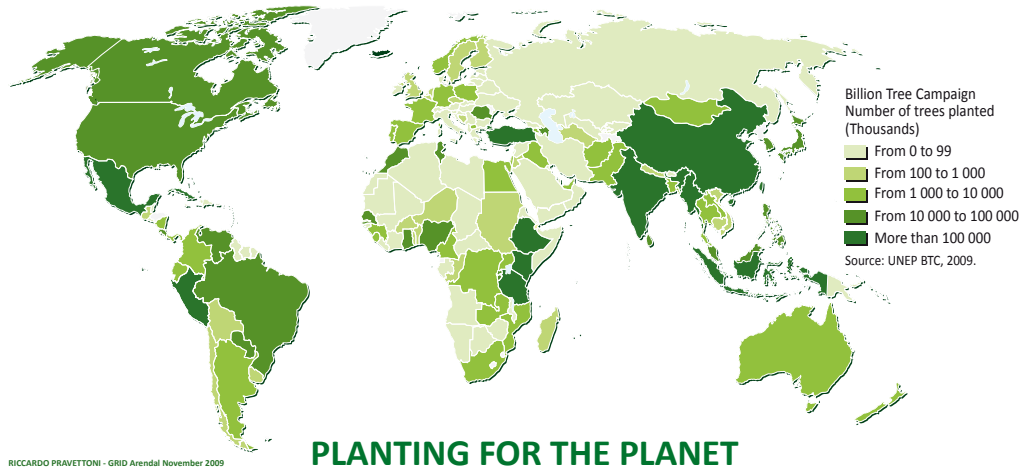 Billion Tree Campaign
Number of trees planted
(Thousands)
From 0 to 99
From 100 to 1 000
From 1 000 to 10 000
From 10 000 to 100 000
More than 100 000
Source: UNEP BTC, 2009.
PLANTING FOR THE PLANET
RICCARDO PRAVETTONI - GRID Arendal November 2009